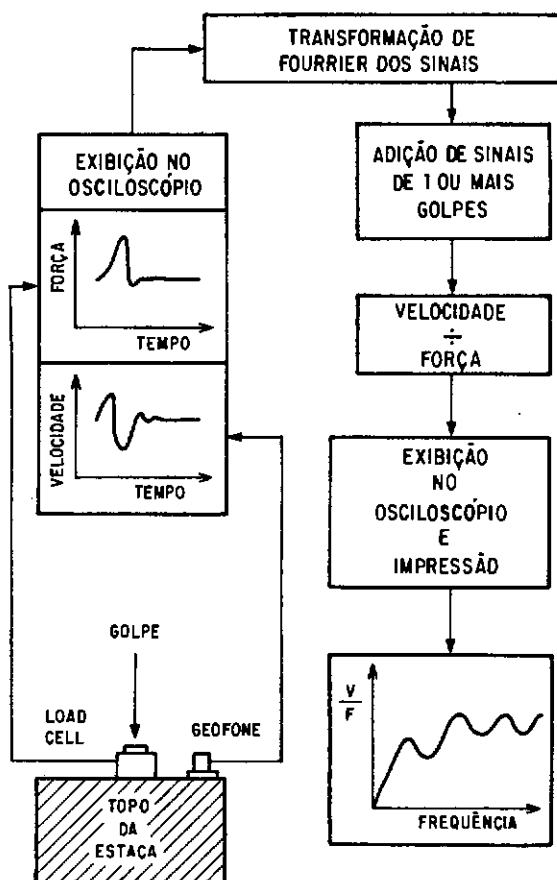 TRANSFORMAÇÃO DE
FOURRIER DOS SINAIS
EXIBIÇÃO NO
OSCILOSCÓPIO
FORÇA
TEMPO
VELOCIDADE
TEMPO
ADIÇÃO DE SINAIS
DE 1 OU MAIS
GOLPES
VELOCIDADE
÷
FORÇA
EXIBIÇÃO
NO
OSCILOSCÓPIO
E
IMPRESSÃO
V
F
FREQUÊNCIA
GOLPE
LOAD
CELL
GEOFONE
TOPO
DA
ESTACA